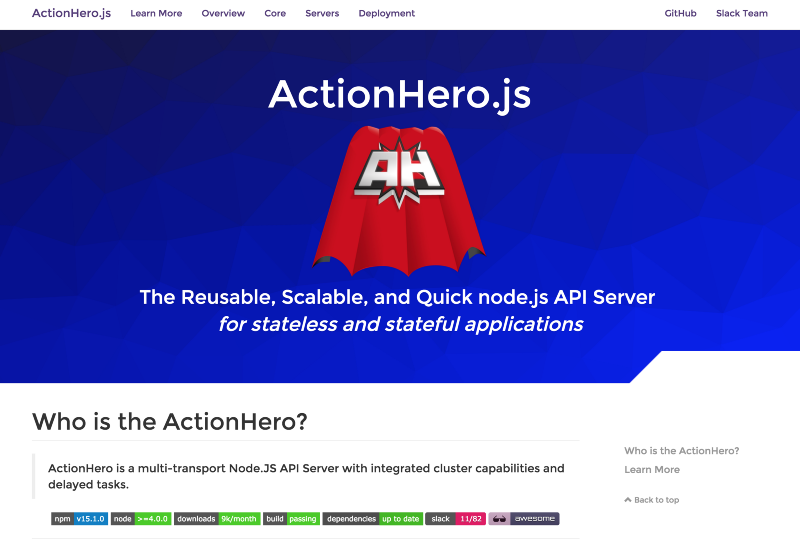 ActionHero.js Learn More Overview Core Servers Deployment GitHub Slack Team
ActionHero.js
AH
The Reusable, Scalable, and Quick node.js API Server
for stateless and stateful applications
Who is the ActionHero?
ActionHero is a multi-transport Node.JS API Server with integrated cluster capabilities and
delayed tasks.
npm v15.1.0 node >=4.0.0 downloads 9k/month build passing dependencies up to date slack 11/82 awesome
Who is the ActionHero?
Learn More
Back to top